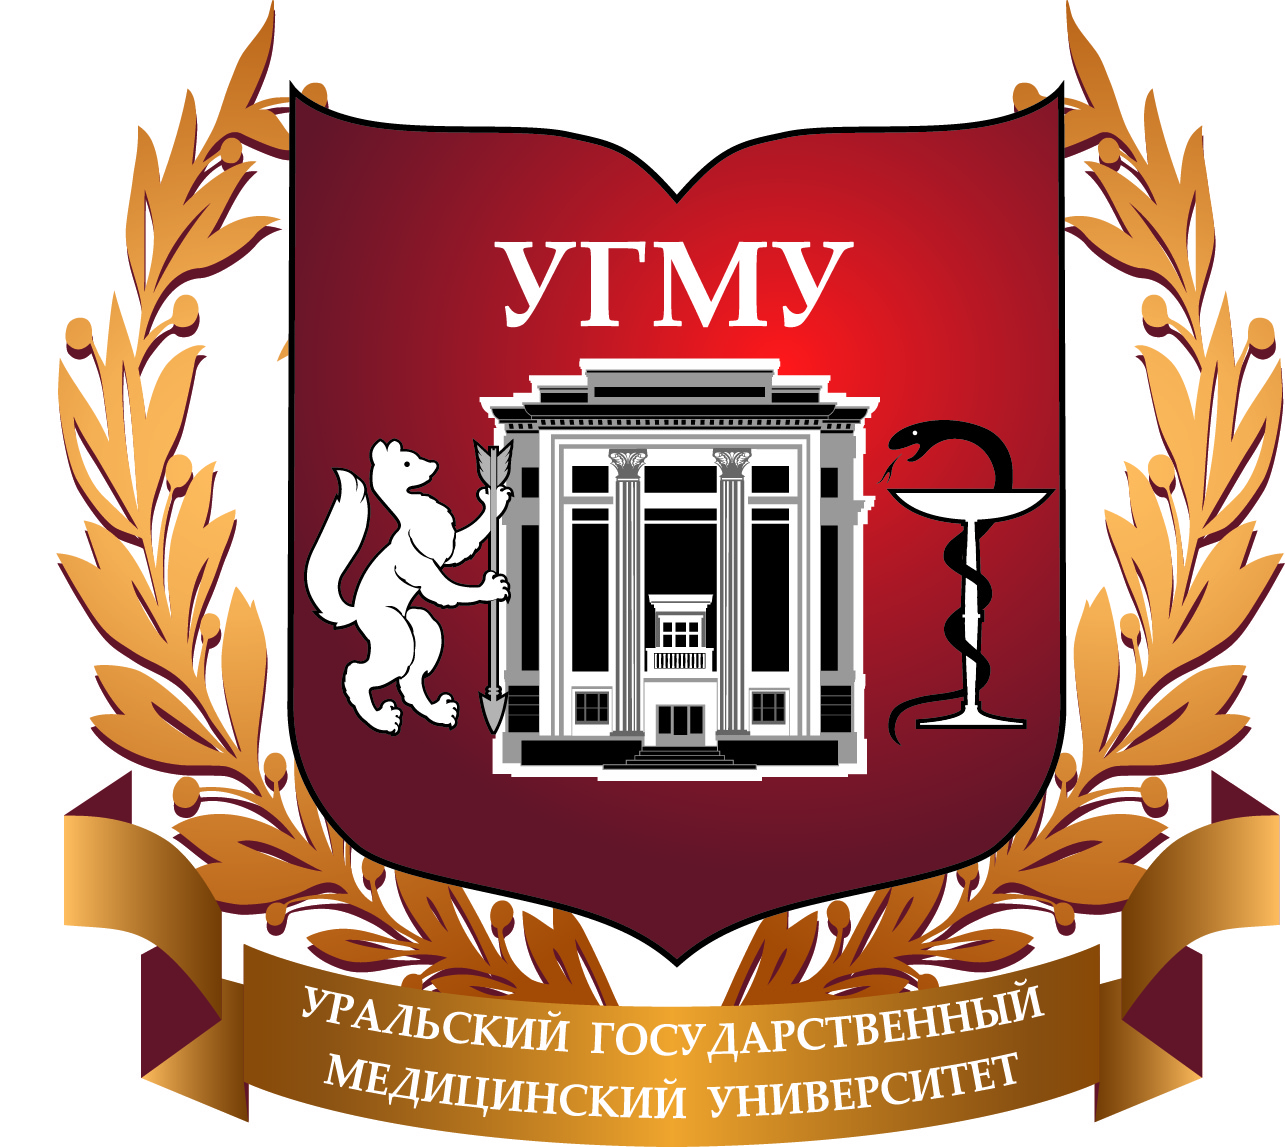 УГМУ
УРАЛЬСКИЙ ГОСУДАРСТВЕННЫЙ
МЕДИЦИНСКИЙ УНИВЕРСИТЕТ